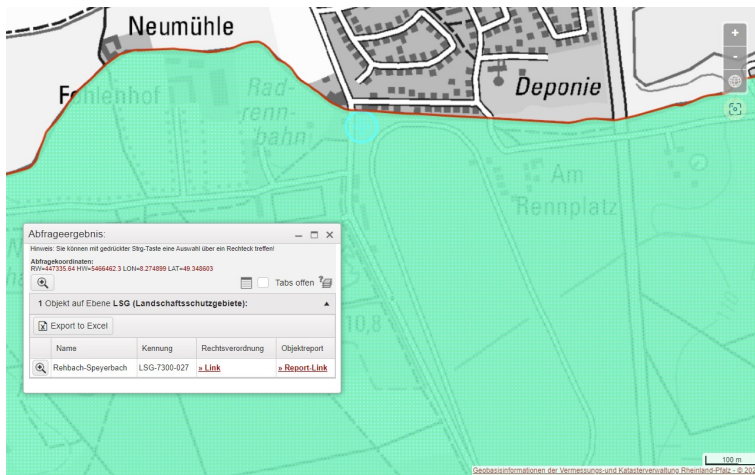 Neumühle
Fohlenhof
Rad-
renn-
bahn
Deponie
Am
Rennplatz
Abfrageergebnis:
Hinweis: Sie können mit gedrückter Strg-Taste eine Auswahl über ein Rechteck treffen!
Abfragekoordinaten:
RW=447335.64 HW=5466462.3 LON=8.274899 LAT=49.348603
Tabs offen ?
1 Objekt auf Ebene LSG (Landschaftsschutzgebiete):
Export to Excel
Name Kennung Rechtsverordnung Objektreport
Rehbach-Speyerbach LSG-7300-027 » Link » Report-Link
10,8
110
100 m
Geobasisinformationen der Vermessungs- und Katasterverwaltung Rheinland-Pfalz - © 20